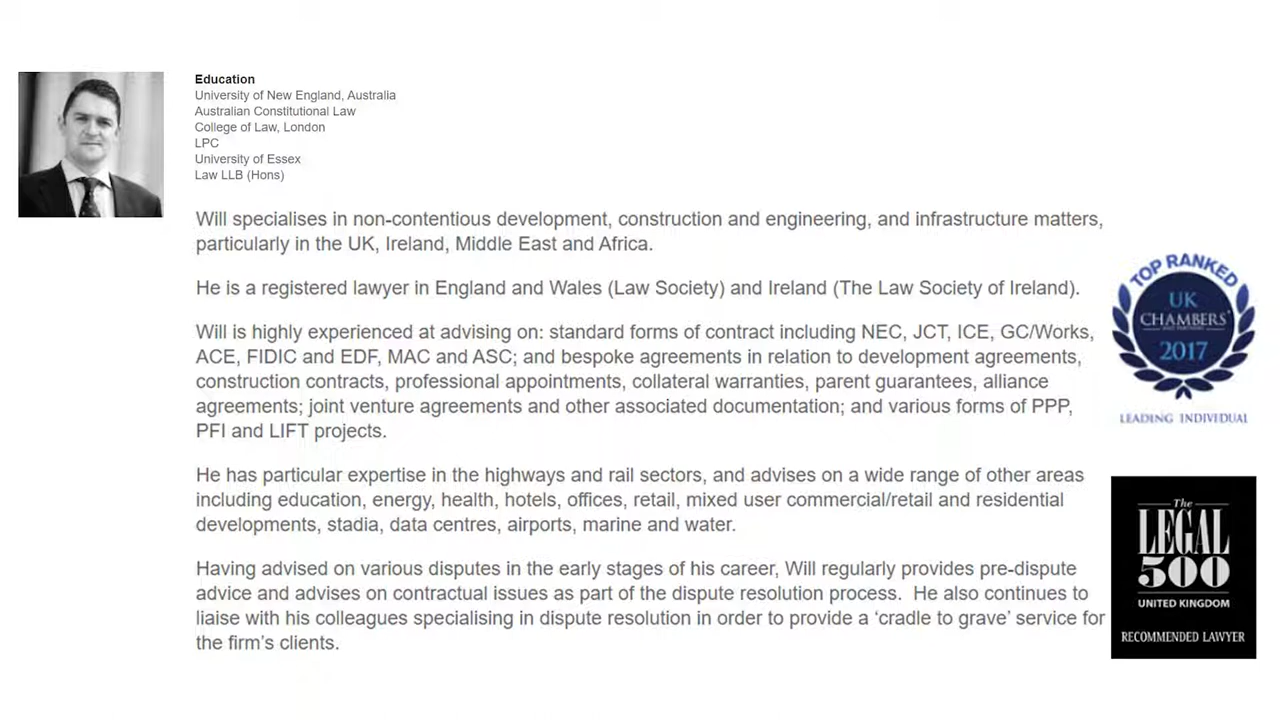 Education
University of New England, Australia
Australian Constitutional Law
College of Law, London
LPC
University of Essex
Law LLB (Hons)
Will specialises in non-contentious development, construction and engineering, and infrastructure matters,
particularly in the UK, Ireland, Middle East and Africa.
He is a registered lawyer in England and Wales (Law Society) and Ireland (The Law Society of Ireland).
Will is highly experienced at advising on: standard forms of contract including NEC, JCT, ICE, GC/Works,
ACE, FIDIC and EDF, MAC and ASC; and bespoke agreements in relation to development agreements,
construction contracts, professional appointments, collateral warranties, parent guarantees, alliance
agreements; joint venture agreements and other associated documentation; and various forms of PPP,
PFI and LIFT projects.
He has particular expertise in the highways and rail sectors, and advises on a wide range of other areas
including education, energy, health, hotels, offices, retail, mixed user commercial/retail and residential
developments, stadia, data centres, airports, marine and water.
Having advised on various disputes in the early stages of his career, Will regularly provides pre-dispute
advice and advises on contractual issues as part of the dispute resolution process.  He also continues to
liaise with his colleagues specialising in dispute resolution in order to provide a ‘cradle to grave’ service for
the firm’s clients.
TOP RANKED
UK
CHAMBERS
2017
LEADING INDIVIDUAL
The
LEGAL
500
UNITED KINGDOM
RECOMMENDED LAWYER